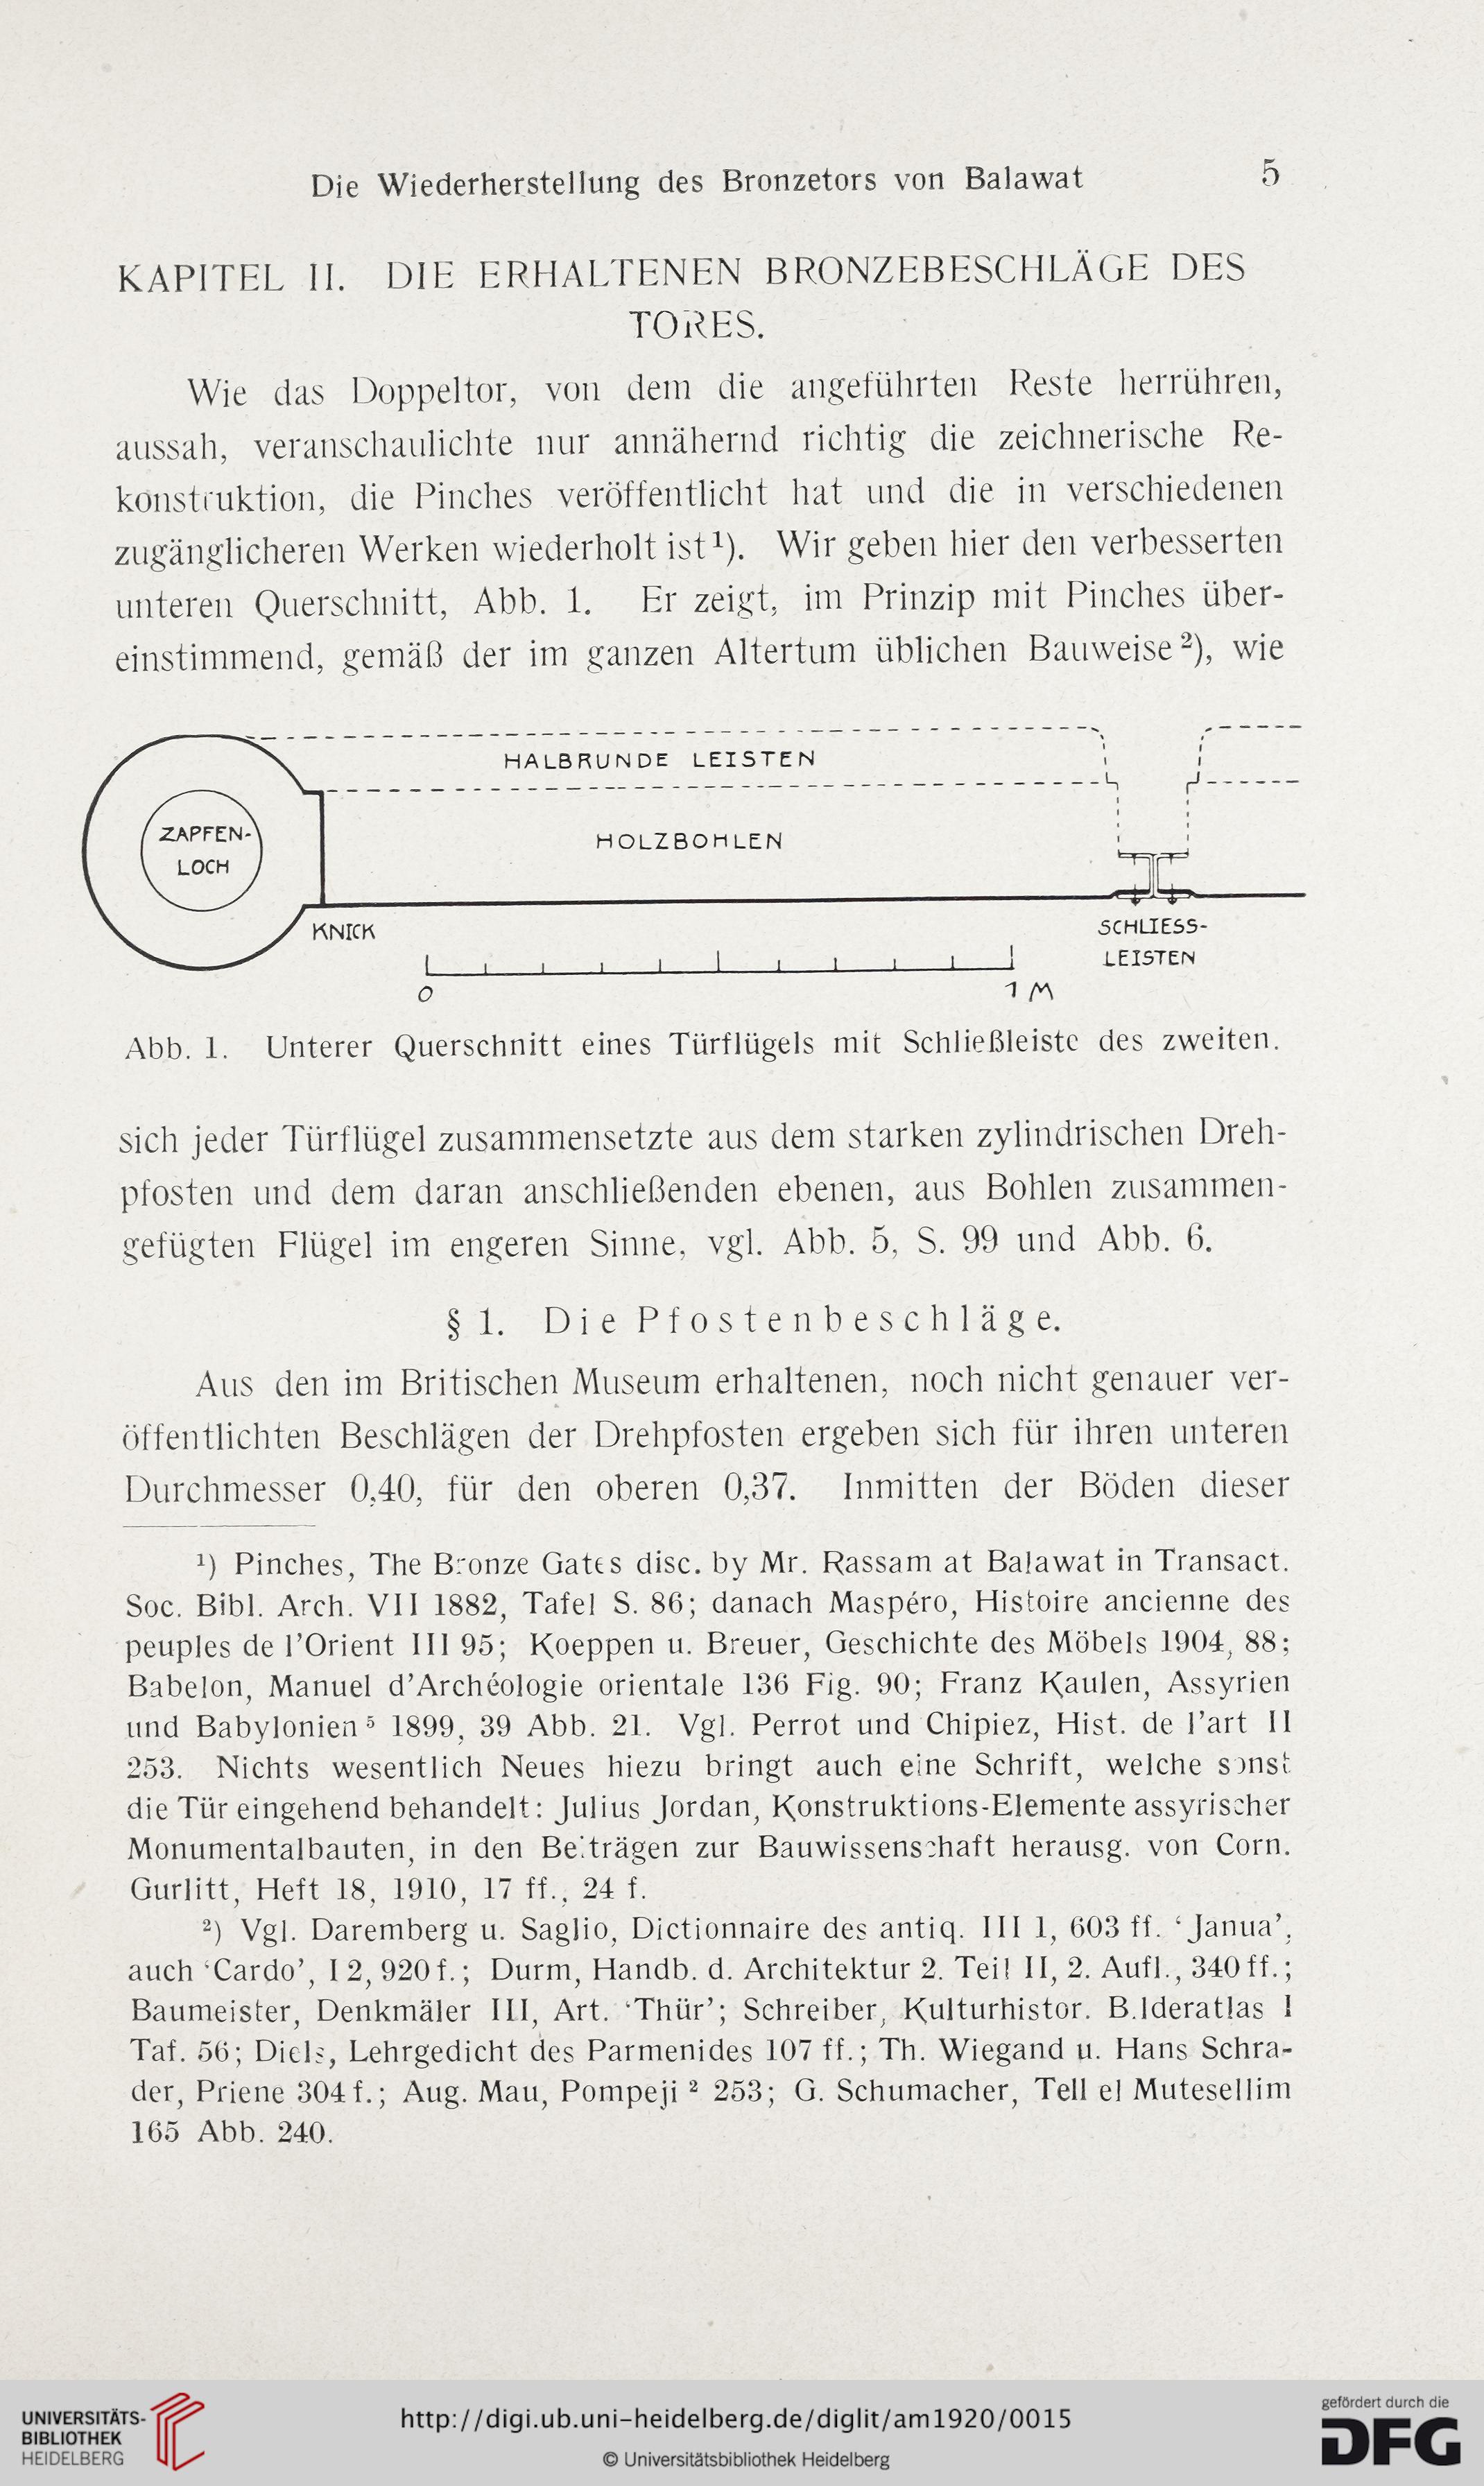 Die Wiederherstellung des Bronzetors von Balawat 5
KAPITEL II. DIE ERHALTENEN BRONZEBESCHLÄGE DES
TORES.
Wie das Doppeltor, von dem die angeführten Reste herrühren,
aussah, veranschaulichte nur annähernd richtig die zeichnerische Re-
konstruktion, die Pinches veröffentlicht hat und die in verschiedenen
zugänglicheren Werken wiederholt ist¹). Wir geben hier den verbesserten
unteren Querschnitt, Abb. 1. Er zeigt, im Prinzip mit Pinches über-
einstimmend, gemäß der im ganzen Altertum üblichen Bauweise²), wie
HALBRUNDE LEISTEN
ZAPFEN-
LOCH
HOLZBOHLEN
KNICK
SCHLIESS-
LEISTEN
0 1 M
Abb. 1. Unterer Querschnitt eines Türflügels mit Schließleiste des zweiten.
sich jeder Türflügel zusammensetzte aus dem starken zylindrischen Dreh-
pfosten und dem daran anschließenden ebenen, aus Bohlen zusammen-
gefügten Flügel im engeren Sinne, vgl. Abb. 5, S. 99 und Abb. 6.
§ 1. Die Pfostenbeschläge.
Aus den im Britischen Museum erhaltenen, noch nicht genauer ver-
öffentlichten Beschlägen der Drehpfosten ergeben sich für ihren unteren
Durchmesser 0,40, für den oberen 0,37. Inmitten der Böden dieser
¹) Pinches, The Bronze Gates disc. by Mr. Rassam at Balawat in Transact.
Soc. Bibl. Arch. VII 1882, Tafel S. 86; danach Maspéro, Histoire ancienne des
peuples de l'Orient III 95; Koeppen u. Breuer, Geschichte des Möbels 1904, 88;
Babelon, Manuel d'Archéologie orientale 136 Fig. 90; Franz Kaulen, Assyrien
und Babylonien⁵ 1899, 39 Abb. 21. Vgl. Perrot und Chipiez, Hist. de l'art II
253. Nichts wesentlich Neues hiezu bringt auch eine Schrift, welche sonst
die Tür eingehend behandelt: Julius Jordan, Konstruktions-Elemente assyrischer
Monumentalbauten, in den Beiträgen zur Bauwissenschaft herausg. von Corn.
Gurlitt, Heft 18, 1910, 17 ff., 24 f.
²) Vgl. Daremberg u. Saglio, Dictionnaire des antiq. III 1, 603 ff. ‘Janua’,
auch ‘Cardo’, I 2, 920 f.; Durm, Handb. d. Architektur 2. Teil II, 2. Aufl., 340 ff.;
Baumeister, Denkmäler III, Art. ‘Thür’; Schreiber, Kulturhistor. Bilderatlas I
Taf. 56; Diels, Lehrgedicht des Parmenides 107 ff.; Th. Wiegand u. Hans Schra-
der, Priene 304 f.; Aug. Mau, Pompeji² 253; G. Schumacher, Tell el Mutesellim
165 Abb. 240.
UNIVERSITÄTS-
BIBLIOTHEK
HEIDELBERG
http://digi.ub.uni-heidelberg.de/diglit/am1920/0015
© Universitätsbibliothek Heidelberg
gefördert durch die
DFG